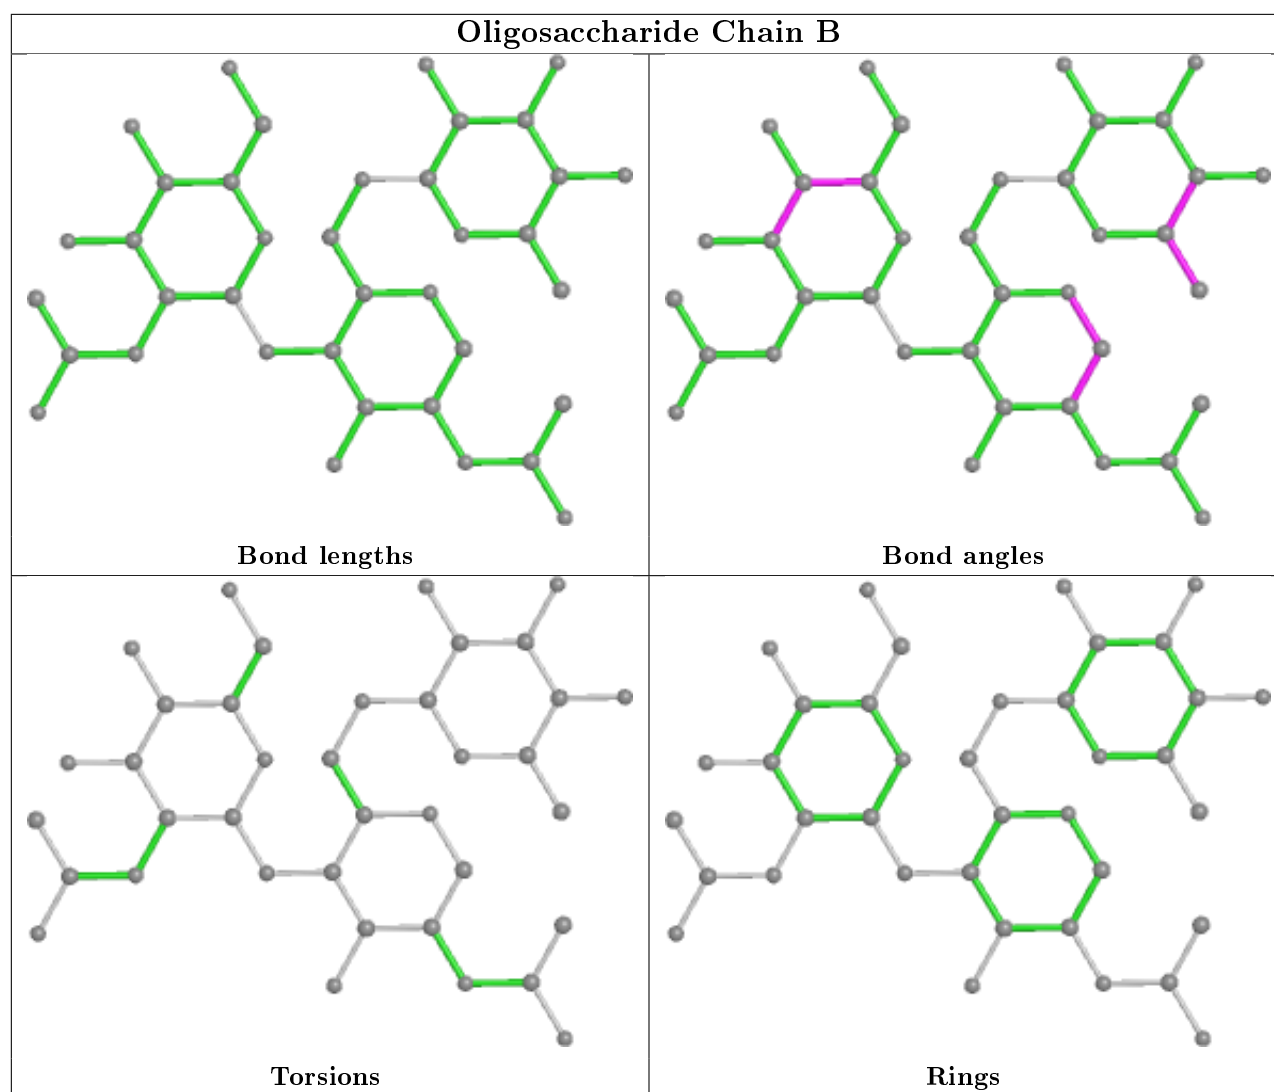 Oligosaccharide Chain B
Bond lengths
Bond angles
Torsions
Rings